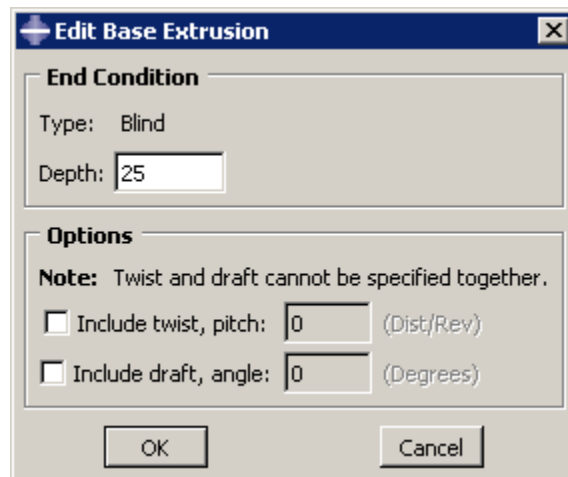 Edit Base Extrusion
End Condition
Type: Blind
Depth: 25
Options
Note: Twist and draft cannot be specified together.
Include twist, pitch: 0 (Dist/Rev)
Include draft, angle: 0 (Degrees)
OK Cancel